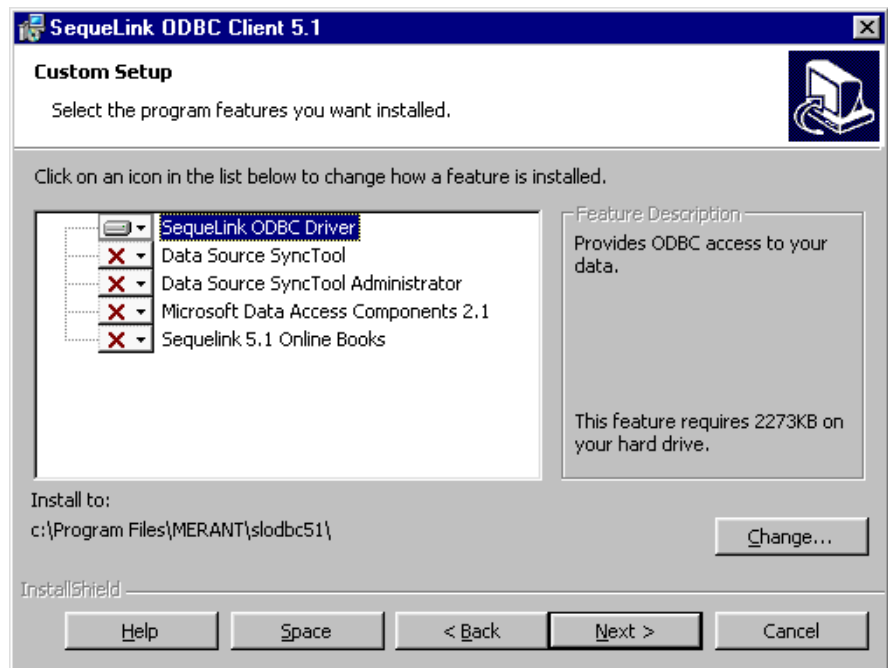 SequeLink ODBC Client 5.1
Custom Setup
Select the program features you want installed.
Click on an icon in the list below to change how a feature is installed.
SequeLink ODBC Driver
Data Source SyncTool
Data Source SyncTool Administrator
Microsoft Data Access Components 2.1
Sequelink 5.1 Online Books
Feature Description
Provides ODBC access to your
data.
This feature requires 2273KB on
your hard drive.
Install to:
c:\Program Files\MERANT\slodbc51\
Change...
InstallShield
Help
Space
< Back
Next >
Cancel